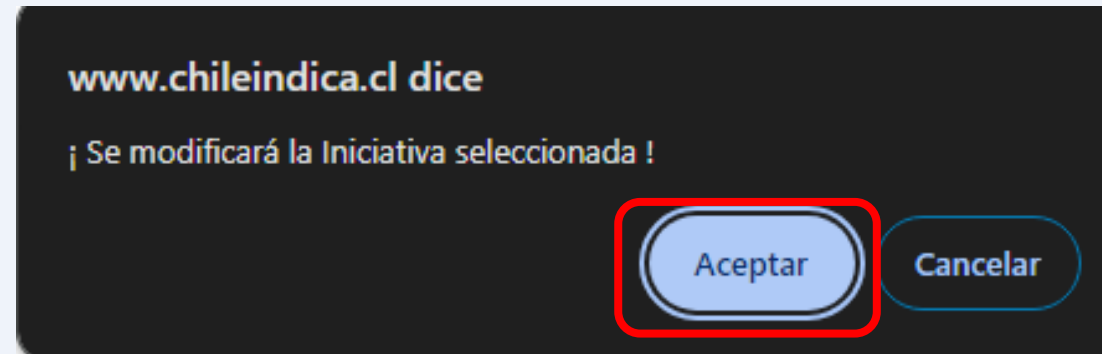 www.chileindica.cl dice
¡ Se modificará la Iniciativa seleccionada !
Aceptar Cancelar